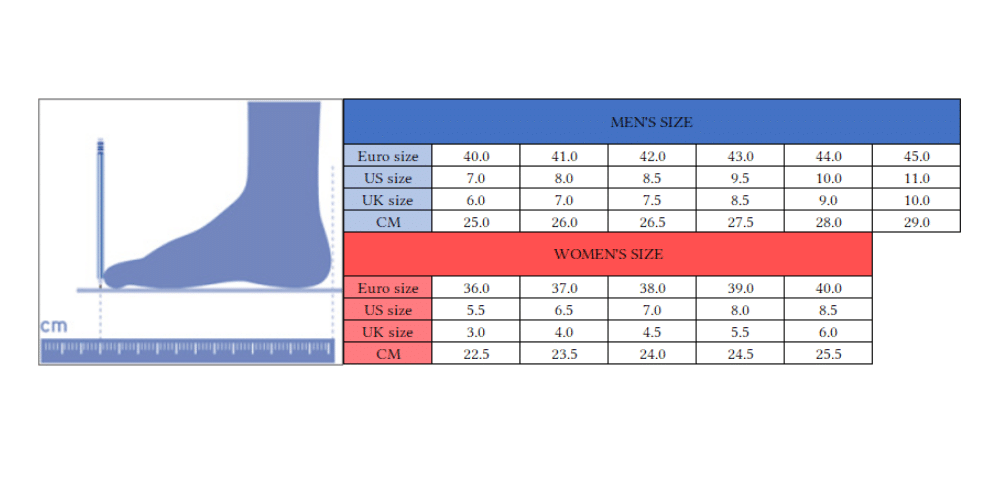 MEN'S SIZE
Euro size 40.0 41.0 42.0 43.0 44.0 45.0
US size 7.0 8.0 8.5 9.5 10.0 11.0
UK size 6.0 7.0 7.5 8.5 9.0 10.0
CM 25.0 26.0 26.5 27.5 28.0 29.0
WOMEN'S SIZE
Euro size 36.0 37.0 38.0 39.0 40.0
US size 5.5 6.5 7.0 8.0 8.5
UK size 3.0 4.0 4.5 5.5 6.0
CM 22.5 23.5 24.0 24.5 25.5
cm